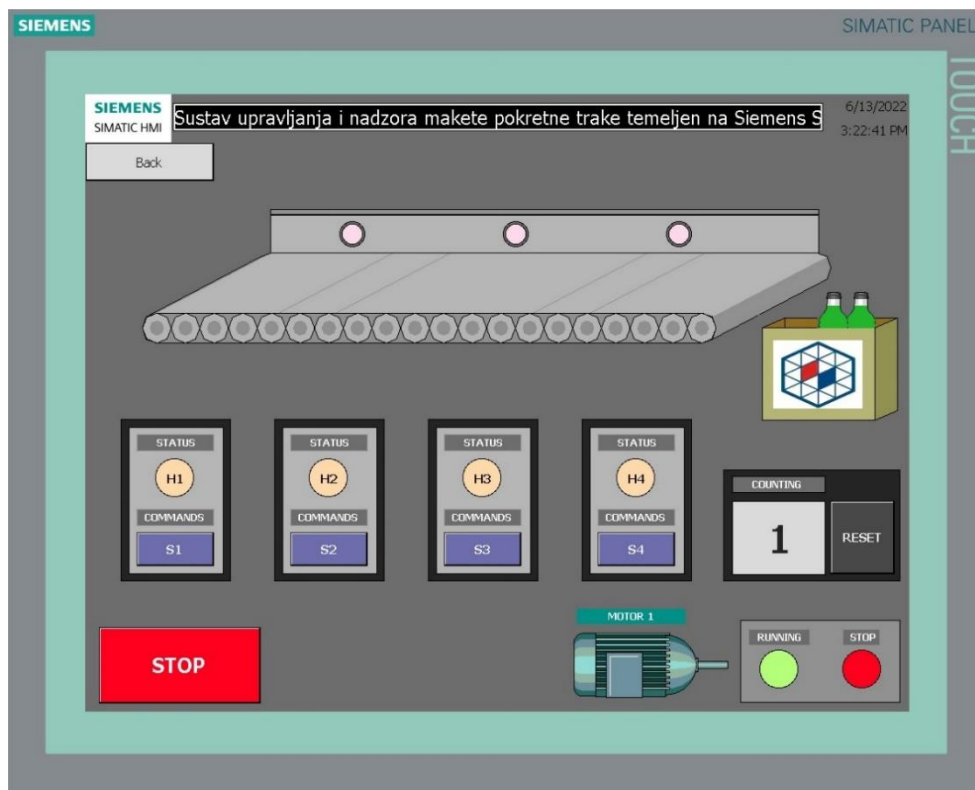 SIEMENS
SIMATIC PANEL
TOUCH
SIEMENS
SIMATIC HMI
Sustav upravljanja i nadzora makete pokretne trake temeljen na Siemens S
6/13/2022
3:22:41 PM
Back
STATUS
H1
COMMANDS
S1
STATUS
H2
COMMANDS
S2
STATUS
H3
COMMANDS
S3
STATUS
H4
COMMANDS
S4
COUNTING
1
RESET
STOP
MOTOR 1
RUNNING
STOP